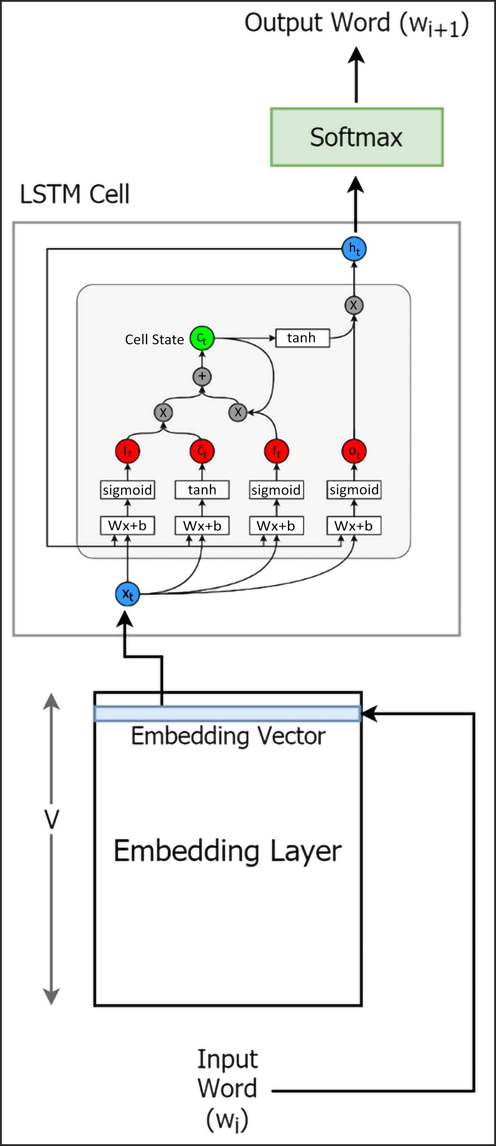 Output Word (wi+1)
Softmax
LSTM Cell
ht
x
Cell State
ct
tanh
+
x
x
It
c̃t
ft
ot
sigmoid
tanh
sigmoid
sigmoid
Wx+b
Wx+b
Wx+b
Wx+b
xt
Embedding Vector
V
Embedding Layer
Input
Word
(wi)